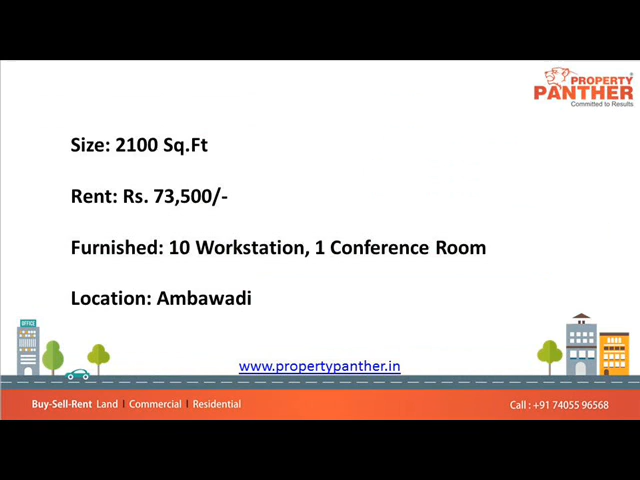 PROPERTY
PANTHER
Committed to Results
Size: 2100 Sq.Ft
Rent: Rs. 73,500/-
Furnished: 10 Workstation, 1 Conference Room
Location: Ambawadi
OFFICE
www.propertypanther.in
Buy-Sell-Rent Land | Commercial | Residential
Call : +91 74055 96568